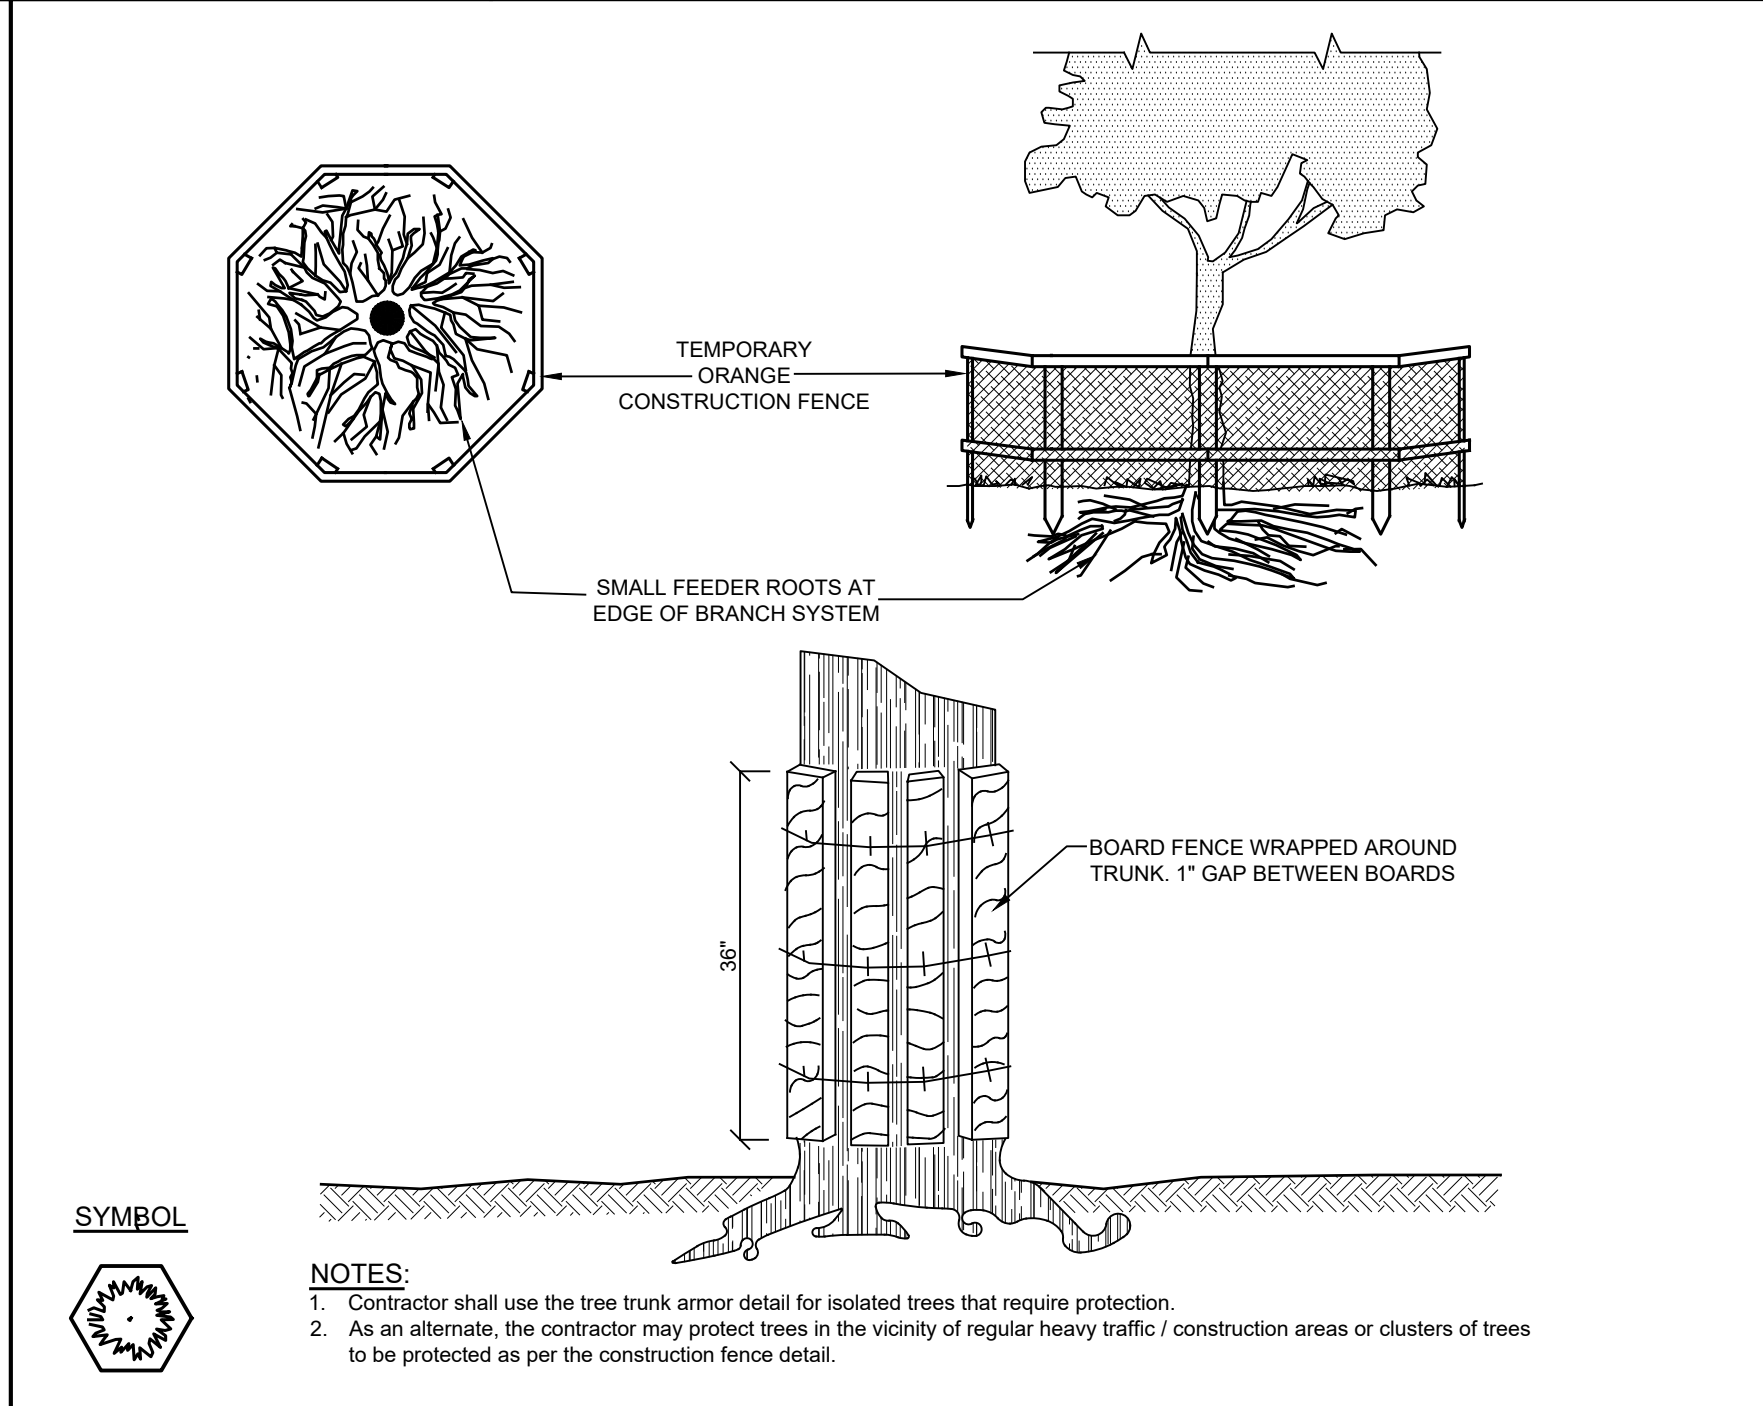 TEMPORARY
ORANGE
CONSTRUCTION FENCE
SMALL FEEDER ROOTS AT
EDGE OF BRANCH SYSTEM
BOARD FENCE WRAPPED AROUND
TRUNK. 1" GAP BETWEEN BOARDS
36"
SYMBOL
NOTES:
1. Contractor shall use the tree trunk armor detail for isolated trees that require protection.
2. As an alternate, the contractor may protect trees in the vicinity of regular heavy traffic / construction areas or clusters of trees
to be protected as per the construction fence detail.